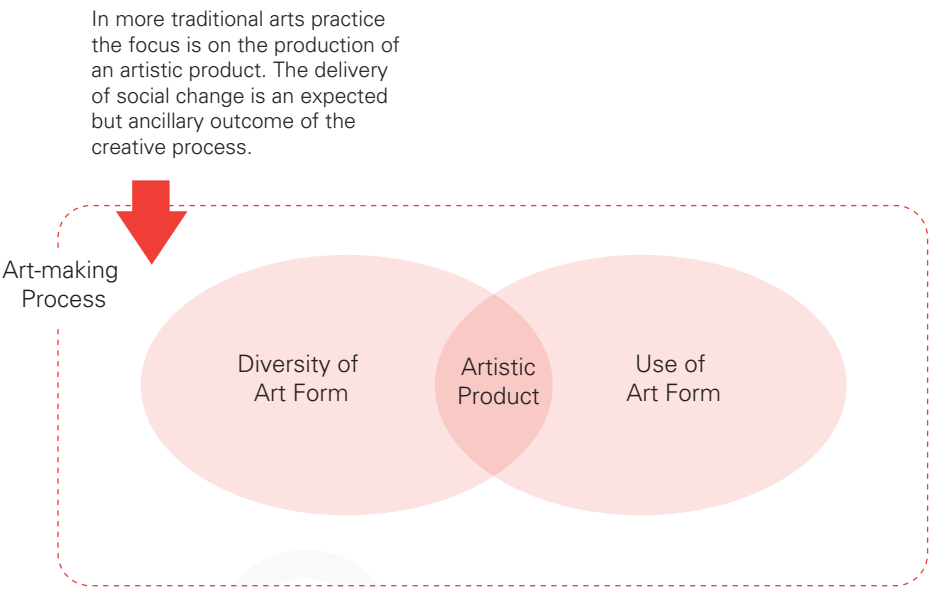 In more traditional arts practice
the focus is on the production of
an artistic product. The delivery
of social change is an expected
but ancillary outcome of the
creative process.
Art-making
Process
Diversity of
Art Form
Artistic
Product
Use of
Art Form